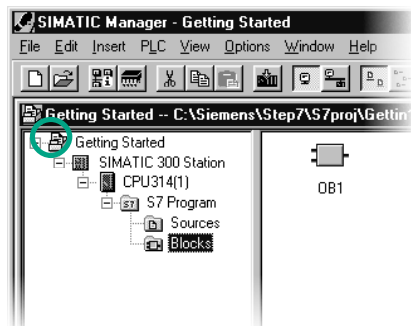 SIMATIC Manager - Getting Started
File Edit Insert PLC View Options Window Help
Getting Started -- C:\Siemens\Step7\S7proj\Gettin
Getting Started
SIMATIC 300 Station
CPU314(1)
S7 Program
Sources
Blocks
OB1